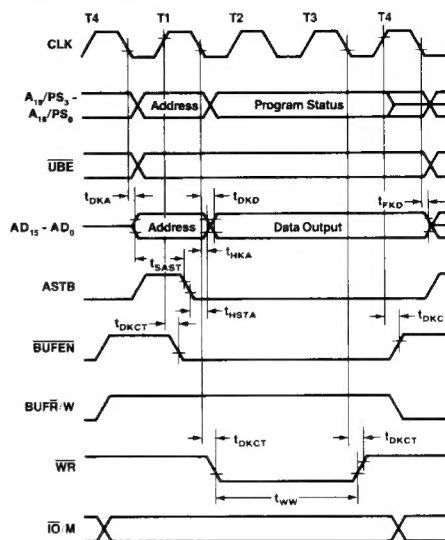 T4 T1 T2 T3 T4
CLK
A19/PS3 -
A16/PS0
Address Program Status
UBE
tDKA tDKD tFKD
AD15 - AD0
Address Data Output
tSAST tHKA
ASTB
tHSTA
tDKCT tDKC
BUFEN
BUFR/W
tDKCT tDKCT
WR
tWW
IO/M